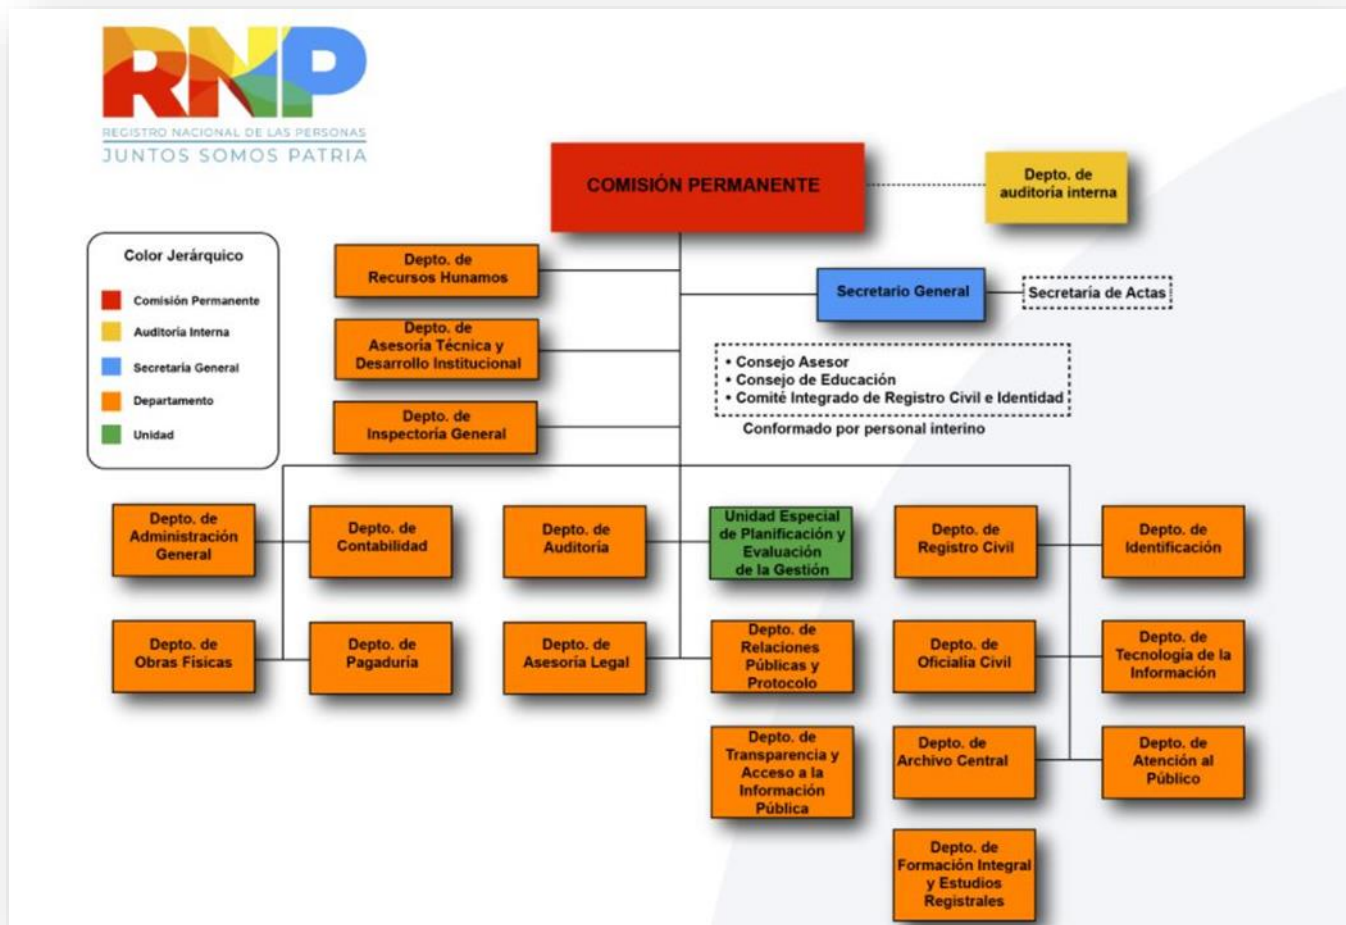 RNP
REGISTRO NACIONAL DE LAS PERSONAS
JUNTOS SOMOS PATRIA
COMISIÓN PERMANENTE
Depto. de
auditoría interna
Color Jerárquico
Comisión Permanente
Auditoría Interna
Secretaría General
Departamento
Unidad
Depto. de
Recursos Hunamos
Secretario General
Secretaría de Actas
Depto. de
Asesoría Técnica y
Desarrollo Institucional
• Consejo Asesor
• Consejo de Educación
• Comité Integrado de Registro Civil e Identidad
Conformado por personal interino
Depto. de
Inspectoría General
Depto. de
Administración
General
Depto. de
Contabilidad
Depto. de
Auditoría
Unidad Especial
de Planificación y
Evaluación
de la Gestión
Depto. de
Registro Civil
Depto. de
Identificación
Depto. de
Obras Físicas
Depto. de
Pagaduría
Depto. de
Asesoría Legal
Depto. de
Relaciones
Públicas y
Protocolo
Depto. de
Oficialía Civil
Depto. de
Tecnología de la
Información
Depto. de
Transparencia y
Acceso a la
Información
Pública
Depto. de
Archivo Central
Depto. de
Atención al
Público
Depto. de
Formación Integral
y Estudios
Registrales